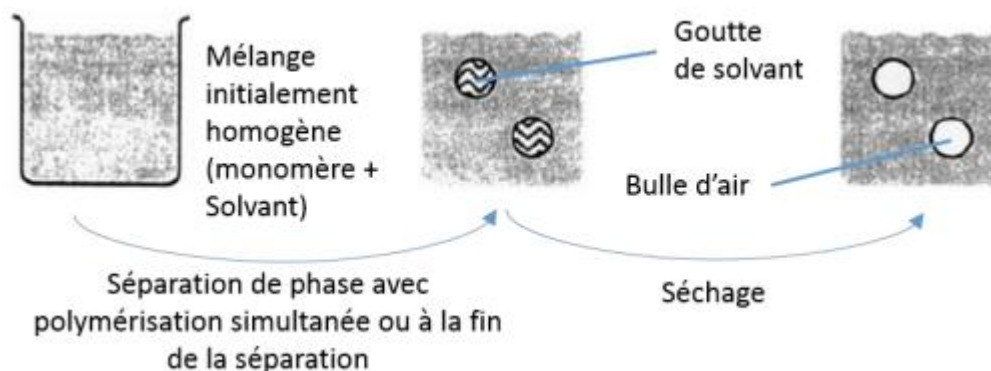 Mélange
initialement
homogène
(monomère +
Solvant)
Goutte
de solvant
Bulle d'air
Séparation de phase avec
polymérisation simultanée ou à la fin
de la séparation
Séchage